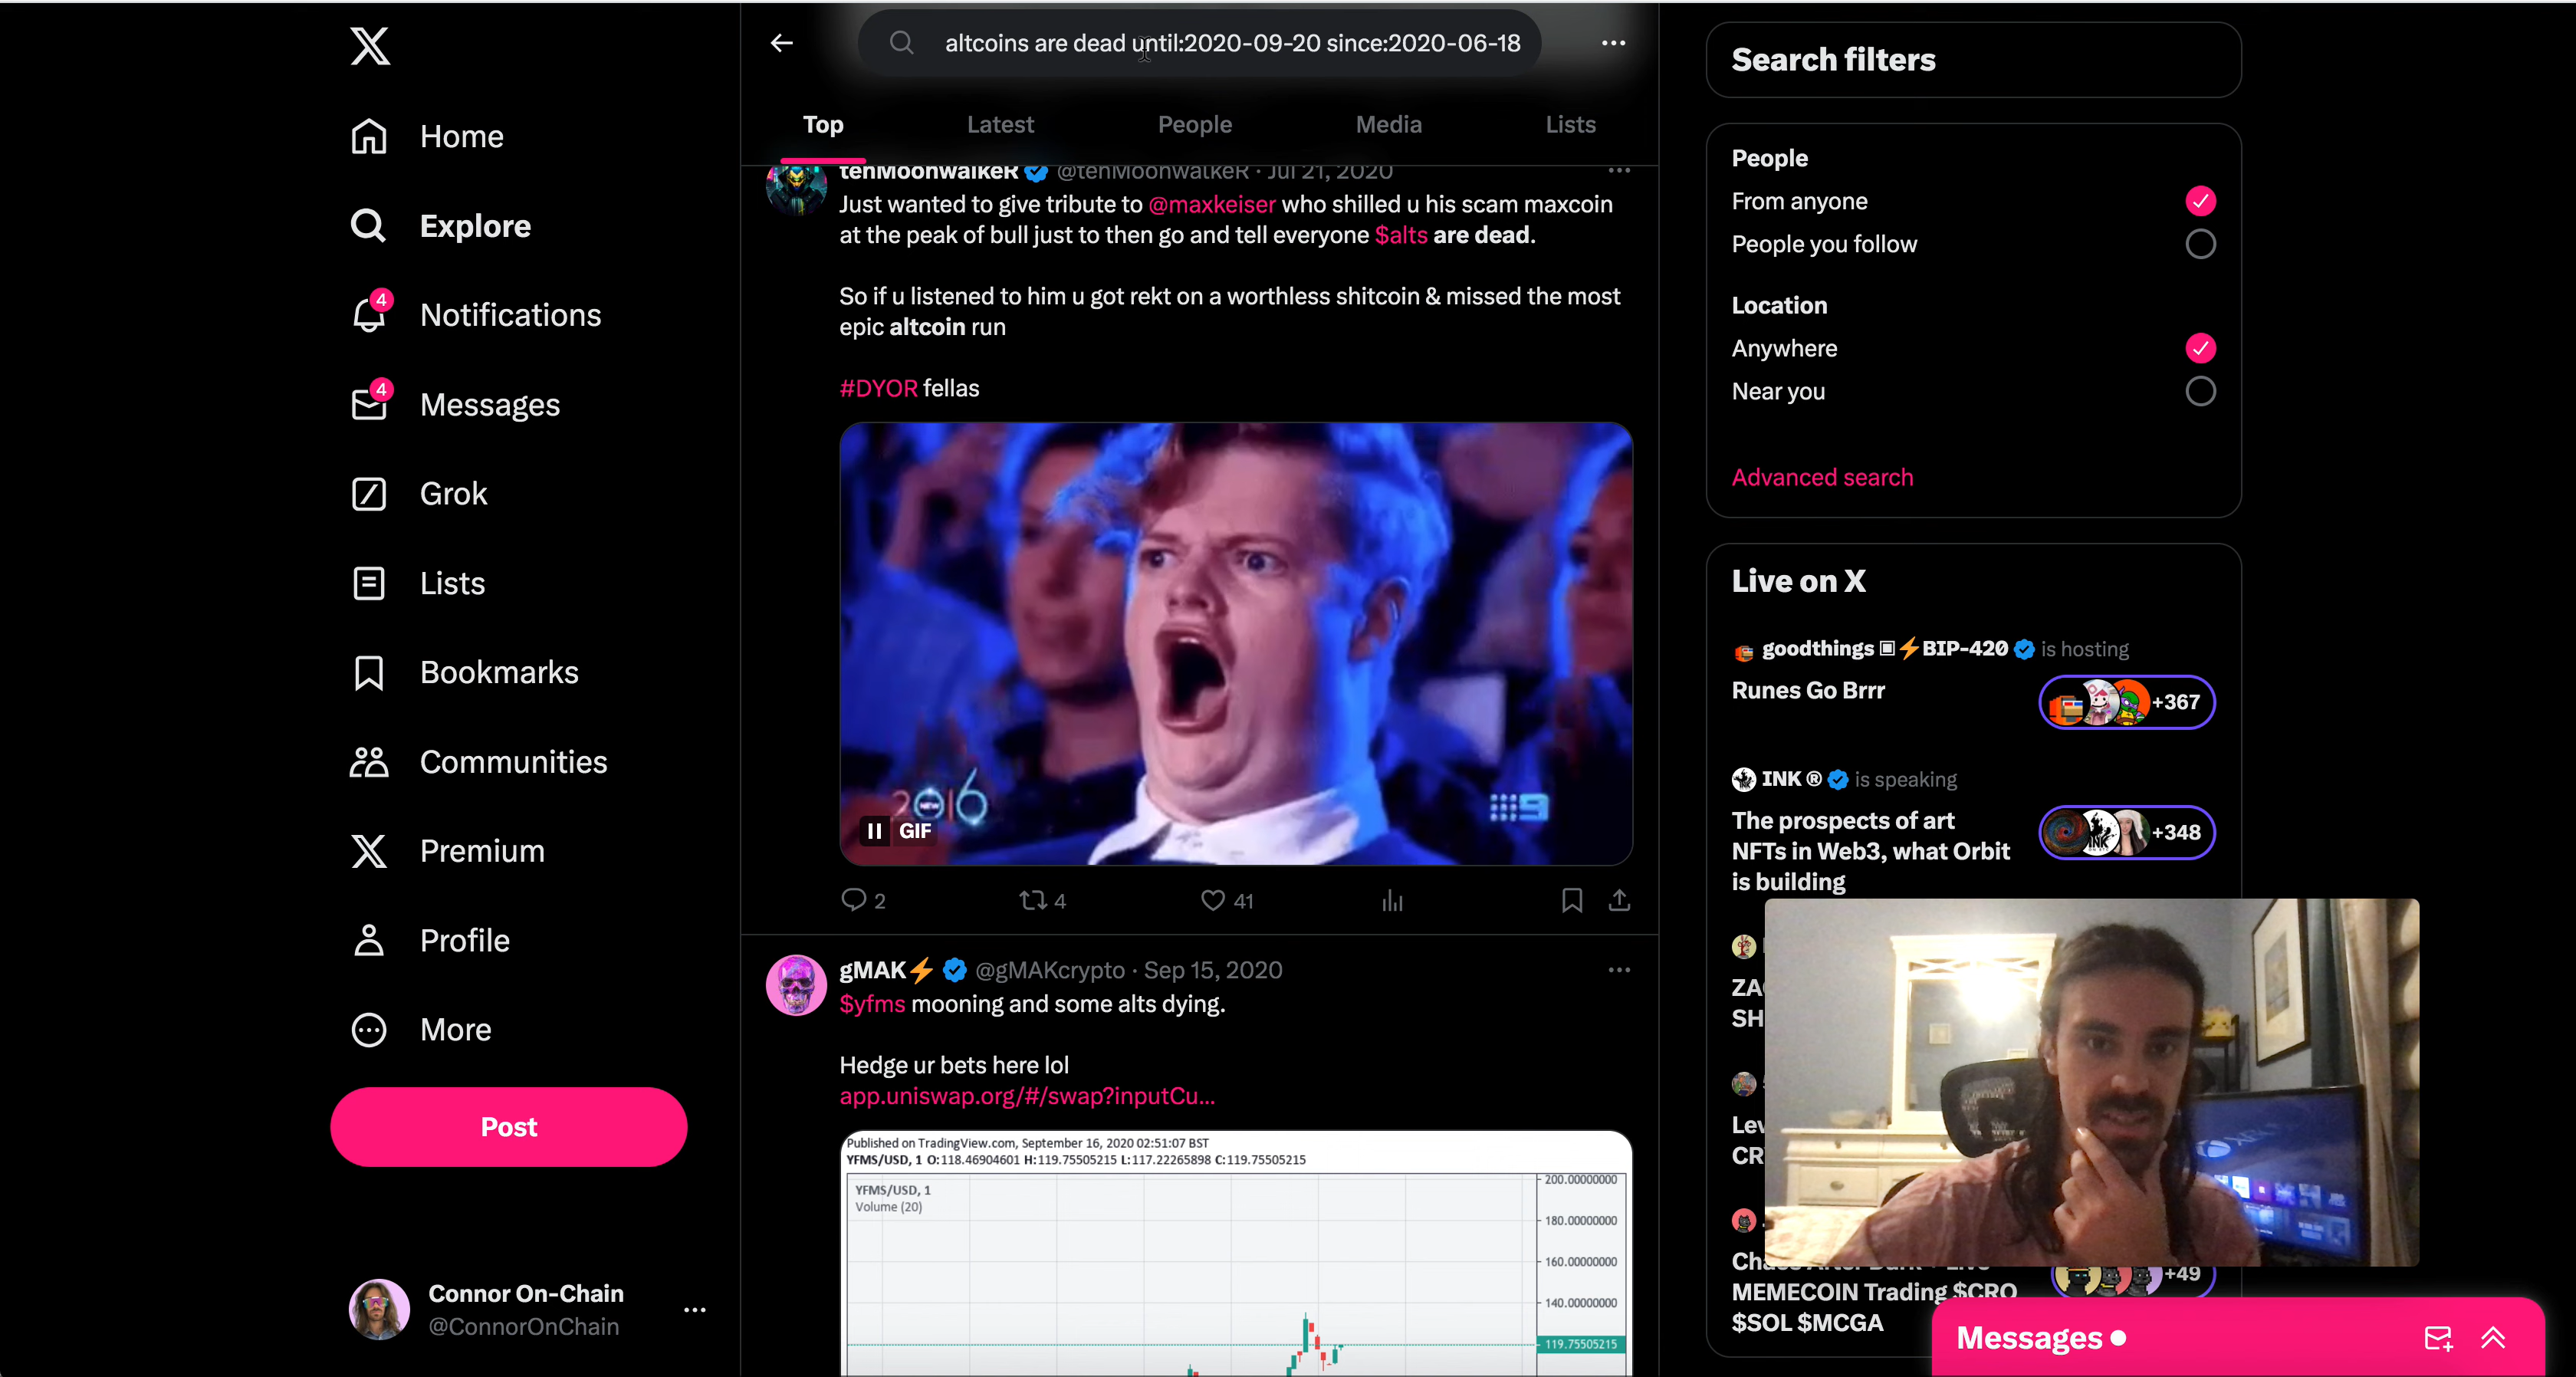 altcoins are dead until:2020-09-20 since:2020-06-18
Home
Explore
4
Notifications
4
Messages
Grok
Lists
Bookmarks
Communities
Premium
Profile
More
Post
Connor On-Chain
@ConnorOnChain
Top
Latest
People
Media
Lists
tenMoonwalkeR @tenMoonwalkeR · Jul 21, 2020
Just wanted to give tribute to @maxkeiser who shilled u his scam maxcoin
at the peak of bull just to then go and tell everyone $alts are dead.
So if u listened to him u got rekt on a worthless shitcoin & missed the most
epic altcoin run
#DYOR fellas
2016
NEW
9
GIF
2
4
41
gMAK⚡ @gMAKcrypto · Sep 15, 2020
$yfms mooning and some alts dying.
Hedge ur bets here lol
app.uniswap.org/#/swap?inputCu...
Published on TradingView.com, September 16, 2020 02:51:07 BST
YFMS/USD, 1 O:118.46904601 H:119.75505215 L:117.22265898 C:119.75505215
YFMS/USD, 1
Volume (20)
200.00000000
180.00000000
160.00000000
140.00000000
119.75505215
Search filters
People
From anyone
People you follow
Location
Anywhere
Near you
Advanced search
Live on X
goodthings ▣⚡BIP-420 is hosting
Runes Go Brrr
+367
INK ® is speaking
The prospects of art
NFTs in Web3, what Orbit
is building
INK
+348
SH
Lev
CR
+49
MEMECOIN Trading $CRO
$SOL $MCGA
Messages